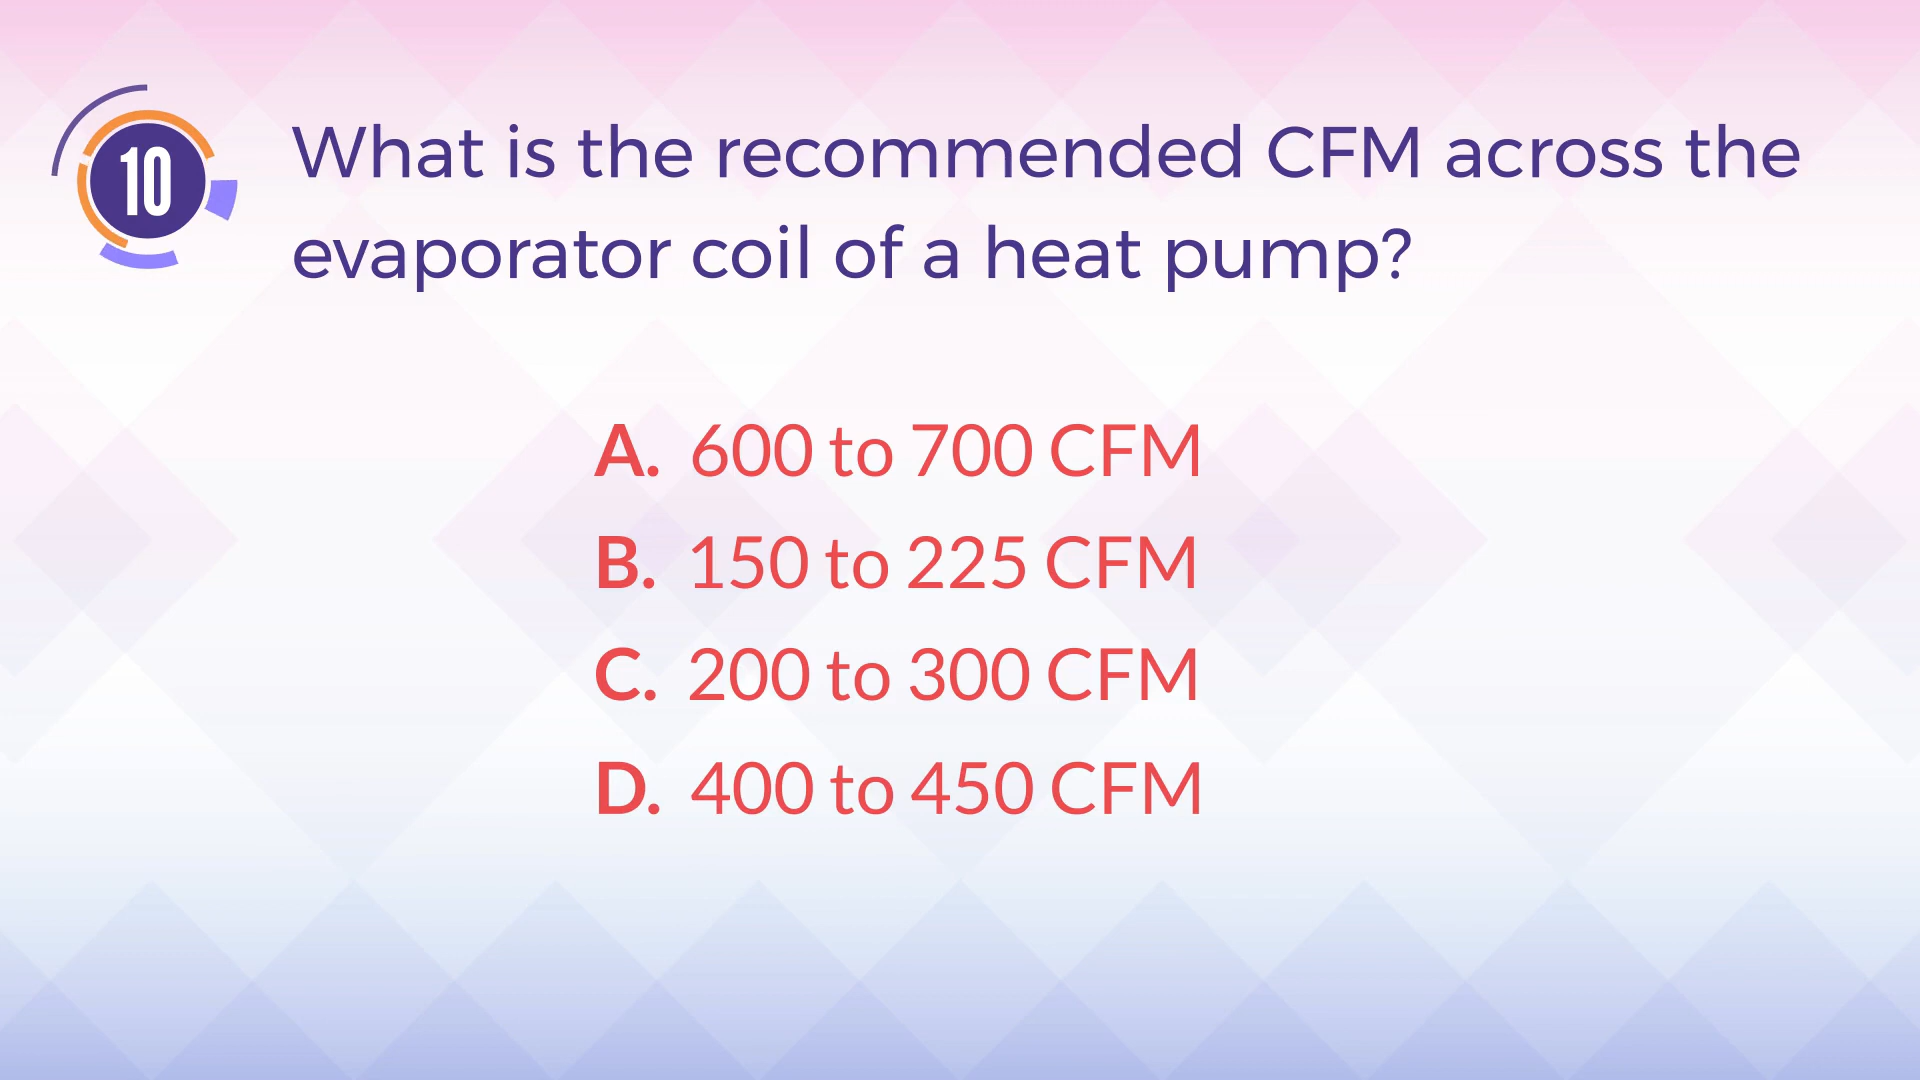 10
What is the recommended CFM across the
evaporator coil of a heat pump?
A. 600 to 700 CFM
B. 150 to 225 CFM
C. 200 to 300 CFM
D. 400 to 450 CFM